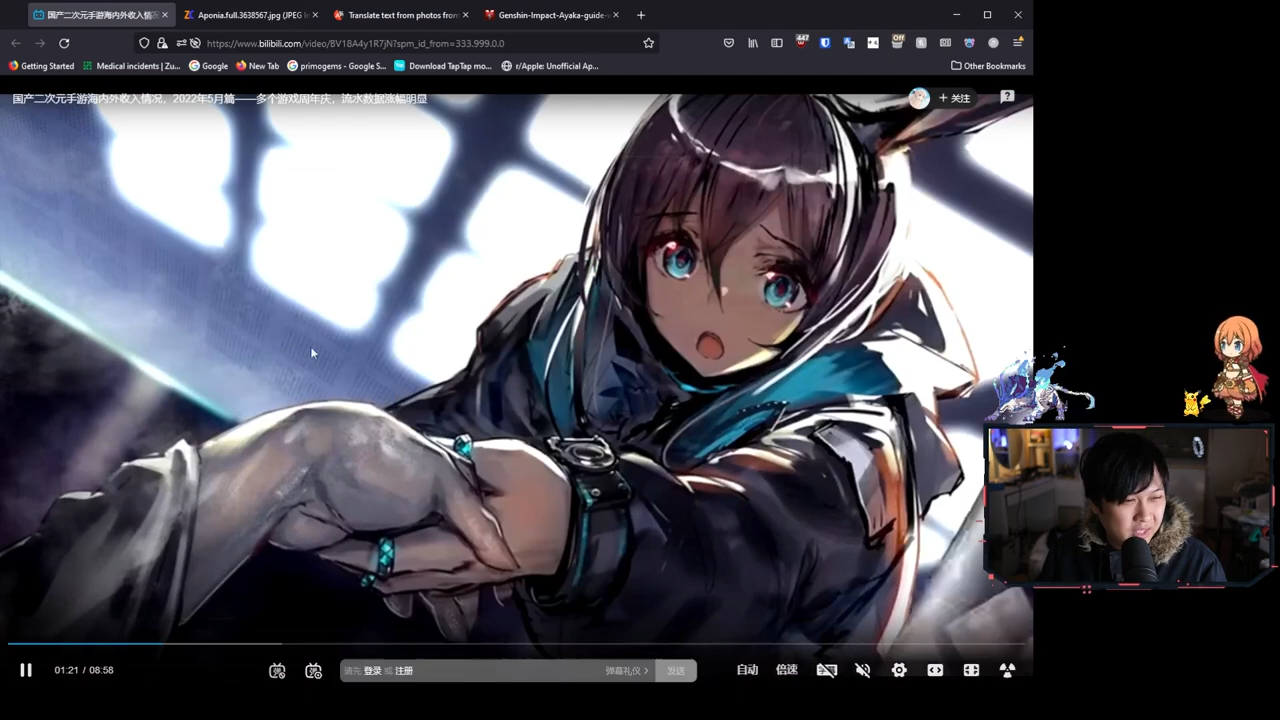 国产二次元手游海内外收入情况
Aponia.full.3638567.jpg (JPEG I
Translate text from photos from
Genshin-Impact-Ayaka-guide-
https://www.bilibili.com/video/BV18A4y1R7jN?spm_id_from=333.999.0.0
447
Off
Getting Started
Medical incidents | Zu...
Google
New Tab
primogems - Google S...
Download TapTap mo...
r/Apple: Unofficial Ap...
Other Bookmarks
国产二次元手游海内外收入情况，2022年5月篇——多个游戏周年庆，流水数据涨幅明显
+ 关注
01:21 / 08:58
请先 登录 或 注册
弹幕礼仪 >
发送
自动
倍速